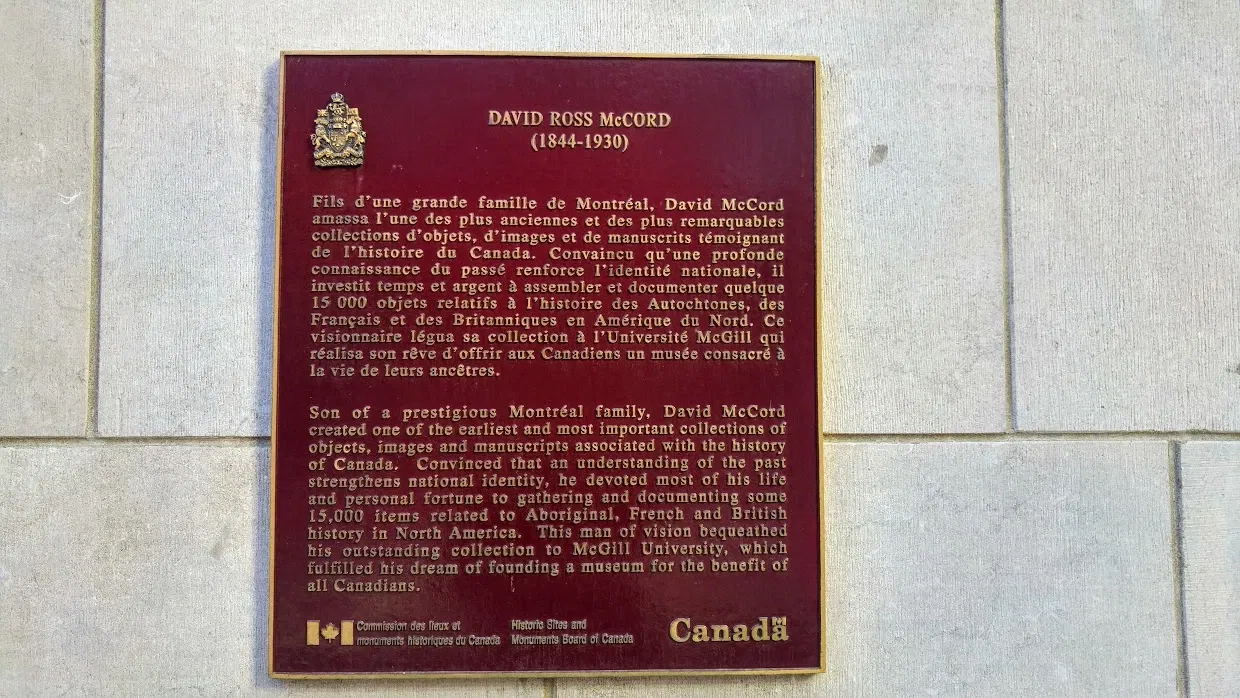 DAVID ROSS McCORD
(1844-1930)
Fils d'une grande famille de Montréal, David McCord
amassa l'une des plus anciennes et des plus remarquables
collections d'objets, d'images et de manuscrits témoignant
de l'histoire du Canada. Convaincu qu'une profonde
connaissance du passé renforce l'identité nationale, il
investit temps et argent à assembler et documenter quelque
15 000 objets relatifs à l'histoire des Autochtones, des
Français et des Britanniques en Amérique du Nord. Ce
visionnaire légua sa collection à l'Université McGill qui
réalisa son rêve d'offrir aux Canadiens un musée consacré à
la vie de leurs ancêtres.
Son of a prestigious Montréal family, David McCord
created one of the earliest and most important collections of
objects, images and manuscripts associated with the history
of Canada. Convinced that an understanding of the past
strengthens national identity, he devoted most of his life
and personal fortune to gathering and documenting some
15,000 items related to Aboriginal, French and British
history in North America. This man of vision bequeathed
his outstanding collection to McGill University, which
fulfilled his dream of founding a museum for the benefit of
all Canadians.
Commission des lieux et
monuments historiques du Canada
Historic Sites and
Monuments Board of Canada
Canada